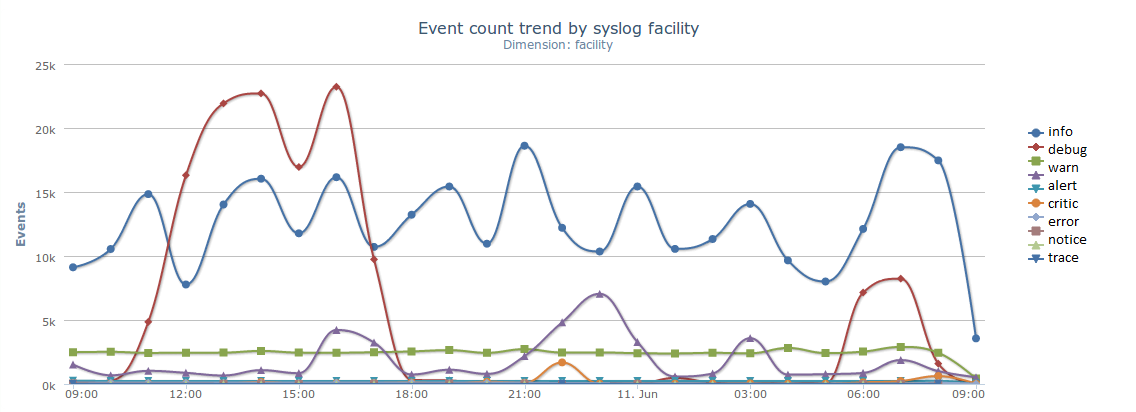 Event count trend by syslog facility
Dimension: facility
25k
20k
15k
10k
5k
0k
Events
09:00 12:00 15:00 18:00 21:00 11. Jun 03:00 06:00 09:00
info
debug
warn
alert
critic
error
notice
trace